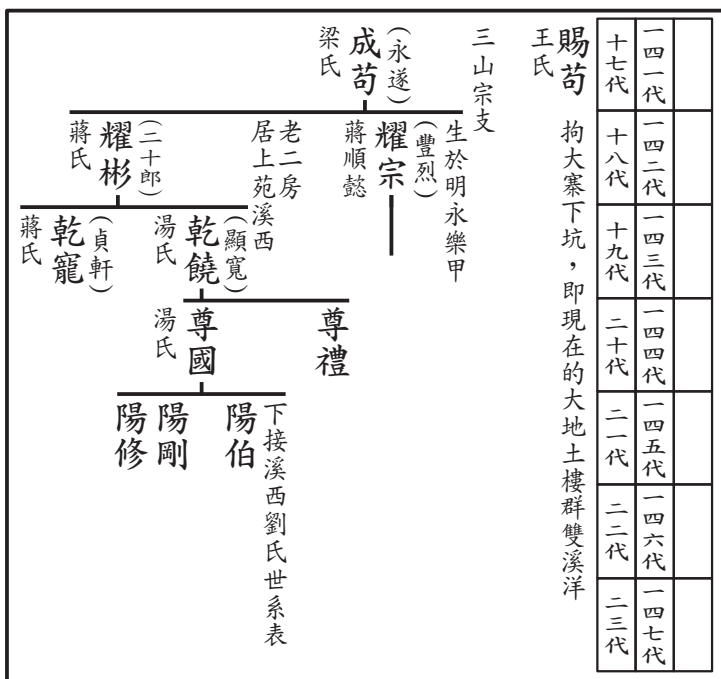 一四一代
一四二代
一四三代
一四四代
一四五代
一四六代
一四七代
十七代
十八代
十九代
二十代
二一代
二二代
二三代
賜苟
王氏
拘大寨下坑，即現在的大地土樓群雙溪洋
三山宗支
（永遂）
成苟
梁氏
生於明永樂甲
（豐烈）
耀宗
蔣順懿
老二房
居上苑溪西
（二十郎）
耀彬
蔣氏
（顯寬）
乾饒
湯氏
（貞軒）
乾寵
蔣氏
尊禮
尊國
湯氏
下接溪西劉氏世系表
陽伯
陽剛
陽修